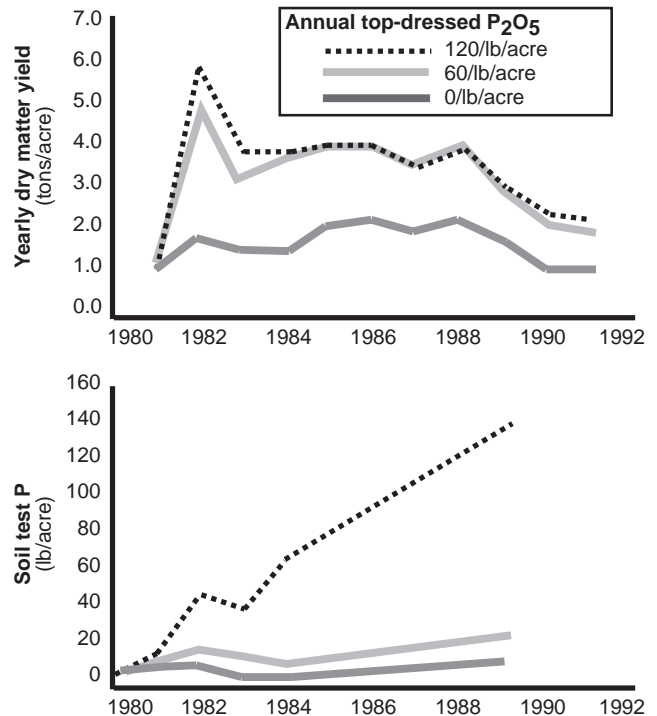 Annual top-dressed P2O5
120/lb/acre
60/lb/acre
0/lb/acre
Yearly dry matter yield
(tons/acre)
7.0
6.0
5.0
4.0
3.0
2.0
1.0
0.0
1980 1982 1984 1986 1988 1990 1992
Soil test P
(lb/acre)
160
140
120
100
80
60
40
20
0
1980 1982 1984 1986 1988 1990 1992